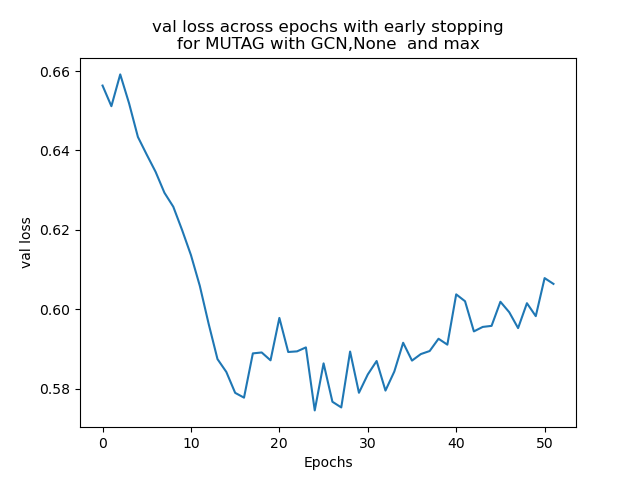 val loss across epochs with early stopping
for MUTAG with GCN,None  and max
0.66
0.64
0.62
0.60
0.58
val loss
0
10
20
30
40
50
Epochs